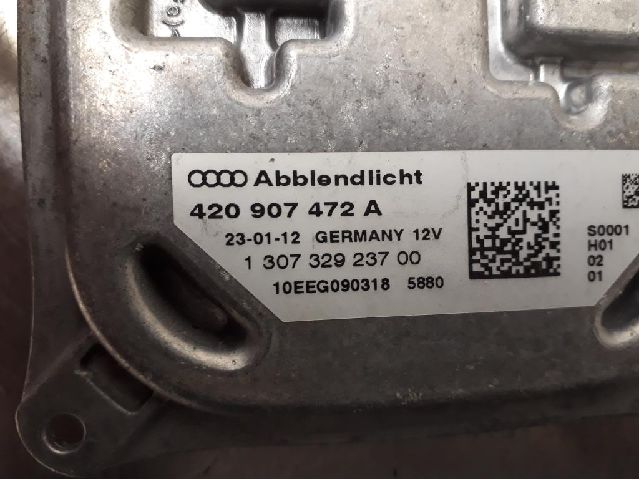 Abblendlicht
420 907 472 A
23-01-12 GERMANY 12V
1 307 329 237 00
10EEG090318 5880
S0001
H01
02
01